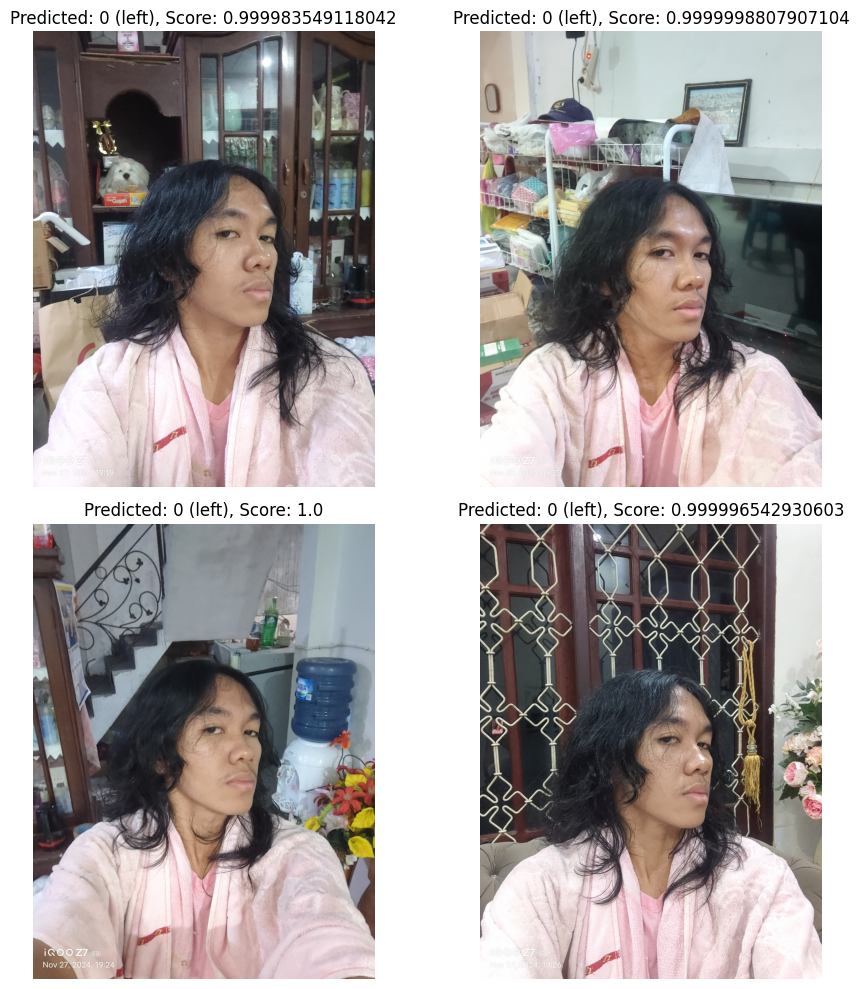 Predicted: 0 (left), Score: 0.999983549118042
Predicted: 0 (left), Score: 0.9999998807907104
Predicted: 0 (left), Score: 1.0
Predicted: 0 (left), Score: 0.999996542930603
iQOO Z7
Nov 27, 2024, 19:24